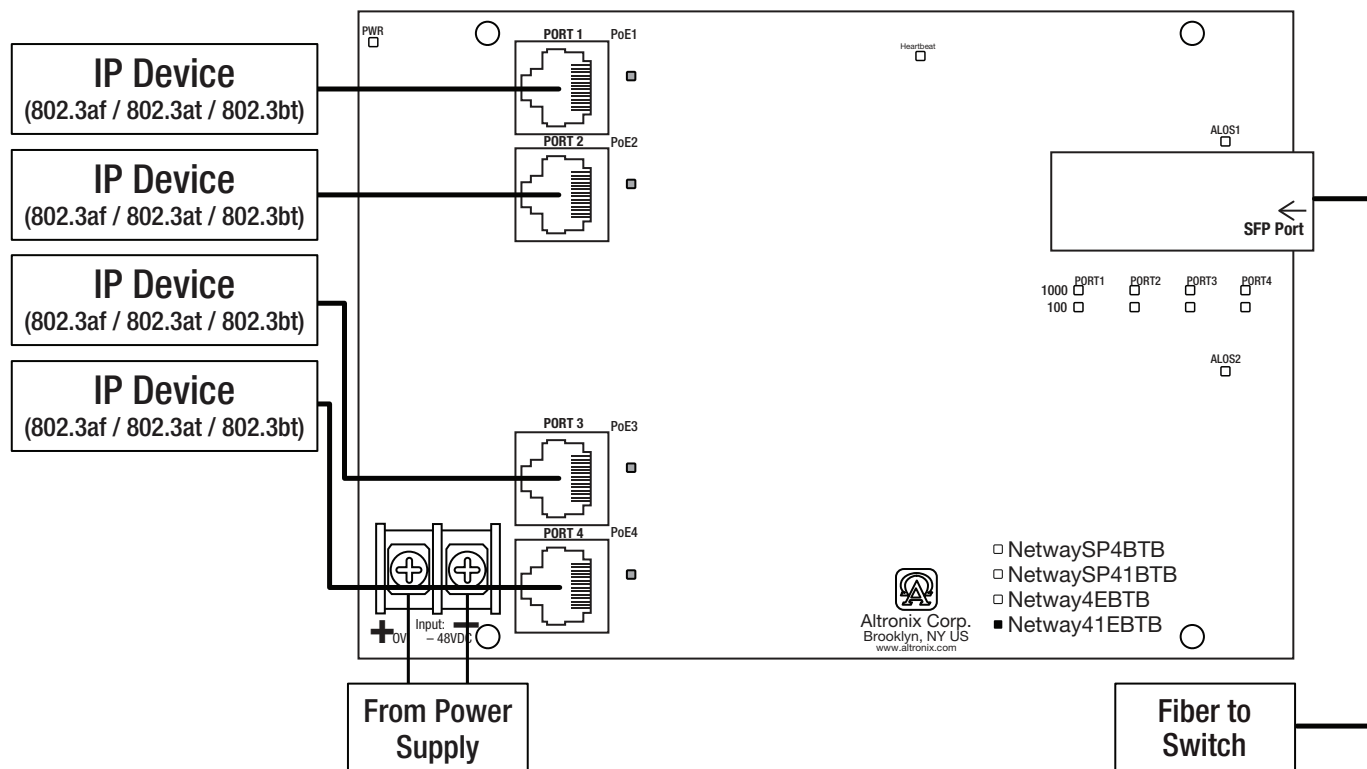 PWR
PORT 1
PoE1
Heartbeat
IP Device
(802.3af / 802.3at / 802.3bt)
PORT 2
PoE2
ALOS1
IP Device
(802.3af / 802.3at / 802.3bt)
SFP Port
IP Device
(802.3af / 802.3at / 802.3bt)
PORT1 PORT2 PORT3 PORT4
1000
100
IP Device
(802.3af / 802.3at / 802.3bt)
ALOS2
PORT 3
PoE3
PORT 4
PoE4
NetwaySP4BTB
NetwaySP41BTB
Netway4EBTB
Netway41EBTB
Altronix Corp.
Brooklyn, NY US
www.altronix.com
Input:
+ 0V – 48VDC –
From Power
Supply
Fiber to
Switch